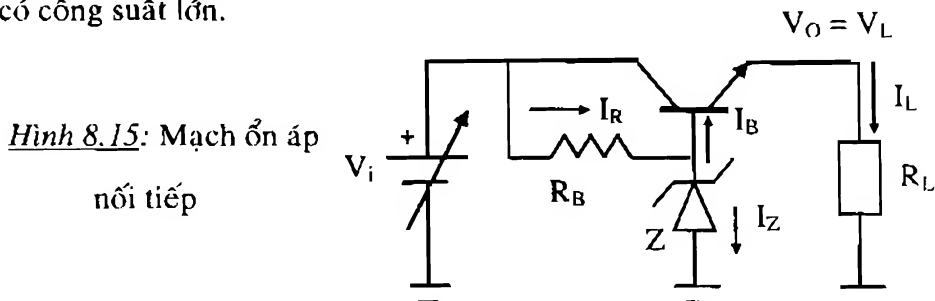 có công suất lớn.
V_O = V_L
I_R
I_B
I_L
Hình 8.15: Mạch ổn áp
nối tiếp
+
V_i
R_B
Z
I_Z
R_L